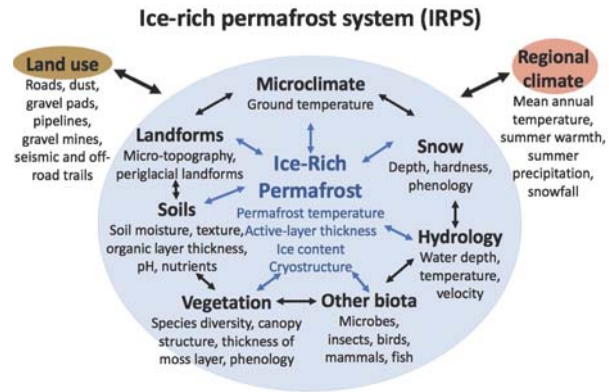 Ice-rich permafrost system (IRPS)
Land use
Roads, dust,
gravel pads,
pipelines,
gravel mines,
seismic and off-
road trails
Regional
climate
Mean annual
temperature,
summer warmth,
summer
precipitation,
snowfall
Microclimate
Ground temperature
Landforms
Micro-topography,
periglacial landforms
Snow
Depth, hardness,
phenology
Ice-Rich
Permafrost
Permafrost temperature
Active-layer thickness
Ice content
Cryostructure
Soils
Soil moisture, texture,
organic layer thickness,
pH, nutrients
Hydrology
Water depth,
temperature,
velocity
Vegetation
Species diversity, canopy
structure, thickness of
moss layer, phenology
Other biota
Microbes,
insects, birds,
mammals, fish